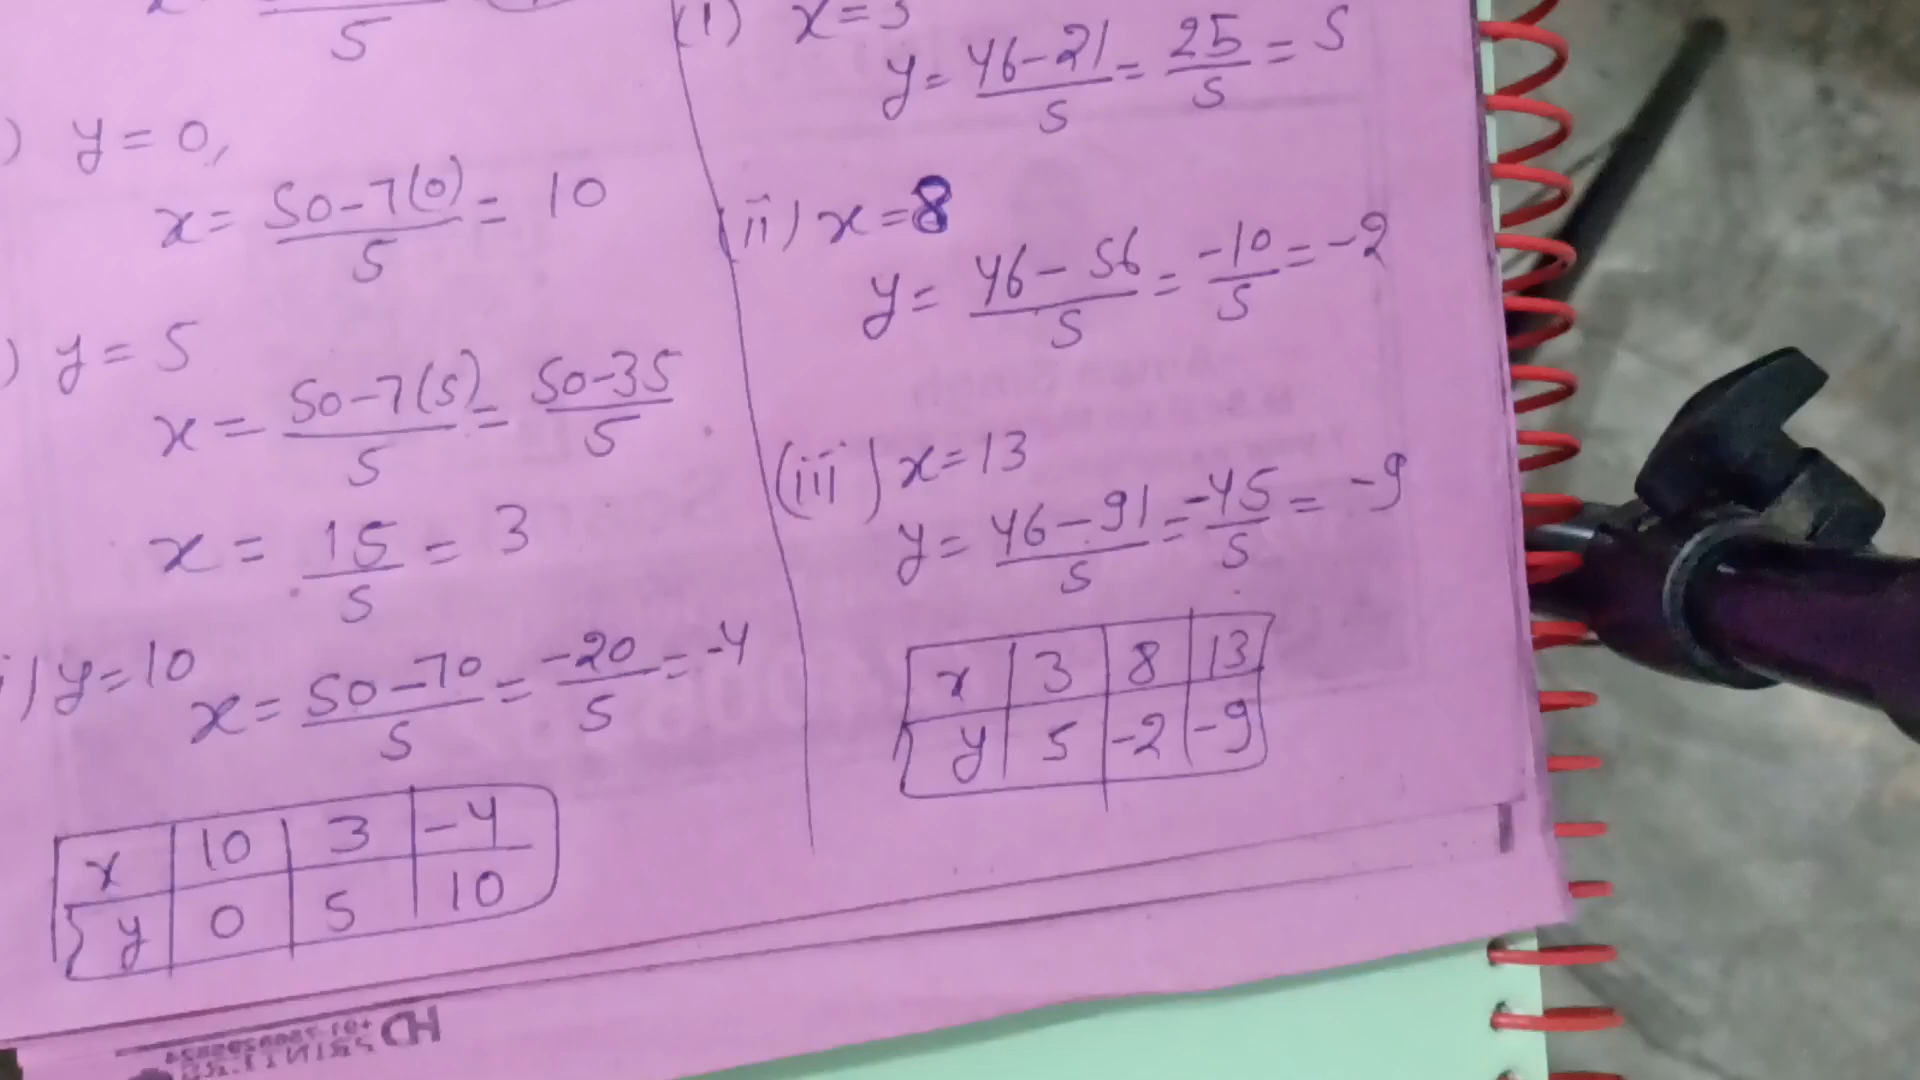 5
) y = 0,
x = (50-7(0))/5 = 10
) y = 5
x = (50-7(5))/5 = (50-35)/5
x = 15/5 = 3
i) y=10
x = (50-70)/5 = -20/5 = -4
x | 10 | 3 | -4
y | 0 | 5 | 10
(i) x=3
y = (46-21)/5 = 25/5 = 5
(ii) x=8
y = (46-56)/5 = -10/5 = -2
(iii) x=13
y = (46-91)/5 = -45/5 = -9
x | 3 | 8 | 13
y | 5 | -2 | -9
HD